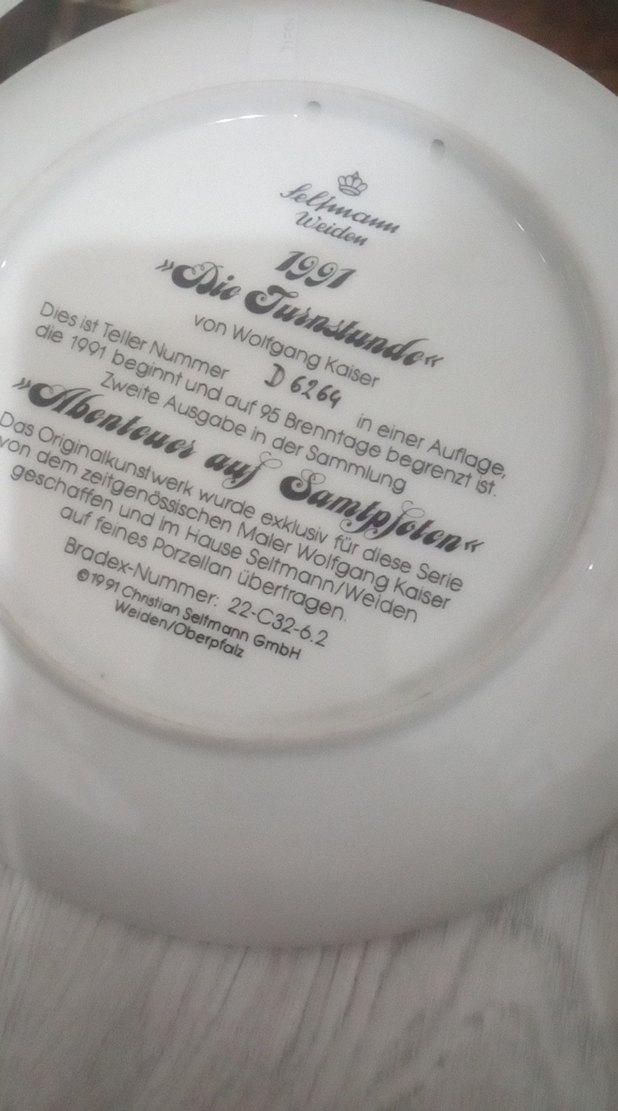 Seltmann
Weiden
1991
»Die Turnstunde«
von Wolfgang Kaiser
Dies ist Teller Nummer D 6264 in einer Auflage,
die 1991 beginnt und auf 95 Brenntage begrenzt ist.
Zweite Ausgabe in der Sammlung
»Abenteuer auf Samtpfoten«
Das Originalkunstwerk wurde exklusiv für diese Serie
von dem zeitgenössischen Maler Wolfgang Kaiser
geschaffen und im Hause Seltmann/Weiden
auf feines Porzellan übertragen.
Bradex-Nummer: 22-C32-6.2
©1991 Christian Seltmann GmbH
Weiden/Oberpfalz